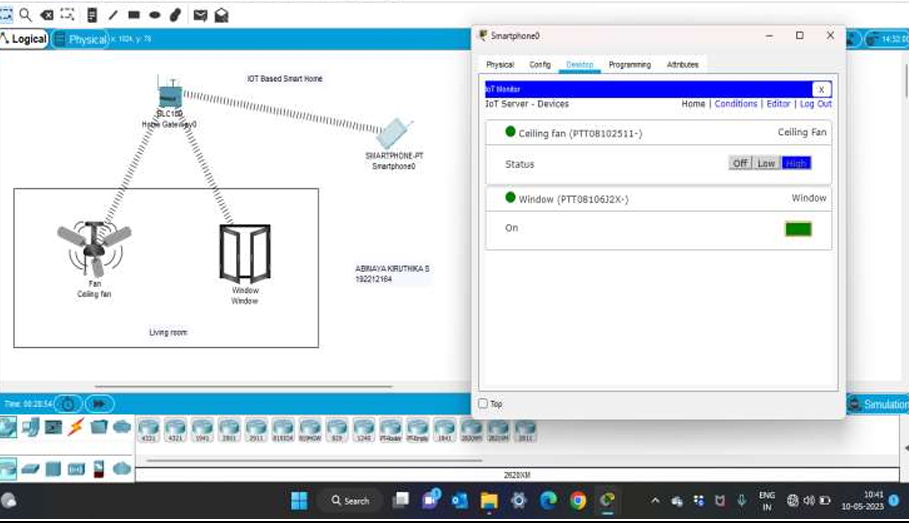 Logical
Physical x: 1024, y: 78
IOT Based Smart Home
Home Gateway0
SMARTPHONE-PT
Smartphone0
Fan
Ceiling fan
Window
Window
ABINAYA KIRUTHIKA S
192212164
Living room
Smartphone0
Physical
Config
Desktop
Programming
Attributes
IoT Monitor
X
IoT Server - Devices
Home | Conditions | Editor | Log Out
Ceiling fan (PTT08102511-)
Ceiling Fan
Status
Off
Low
High
Window (PTT08106J2X-)
Window
On
Top
Time: 00:28:54
Simulation
4331
4321
1941
2901
2911
819HGW
829
1240
PT-Router
PT-Empty
1841
2620XM
2621XM
2811
2620XM
Search
ENG
IN
10:41
10-05-2023